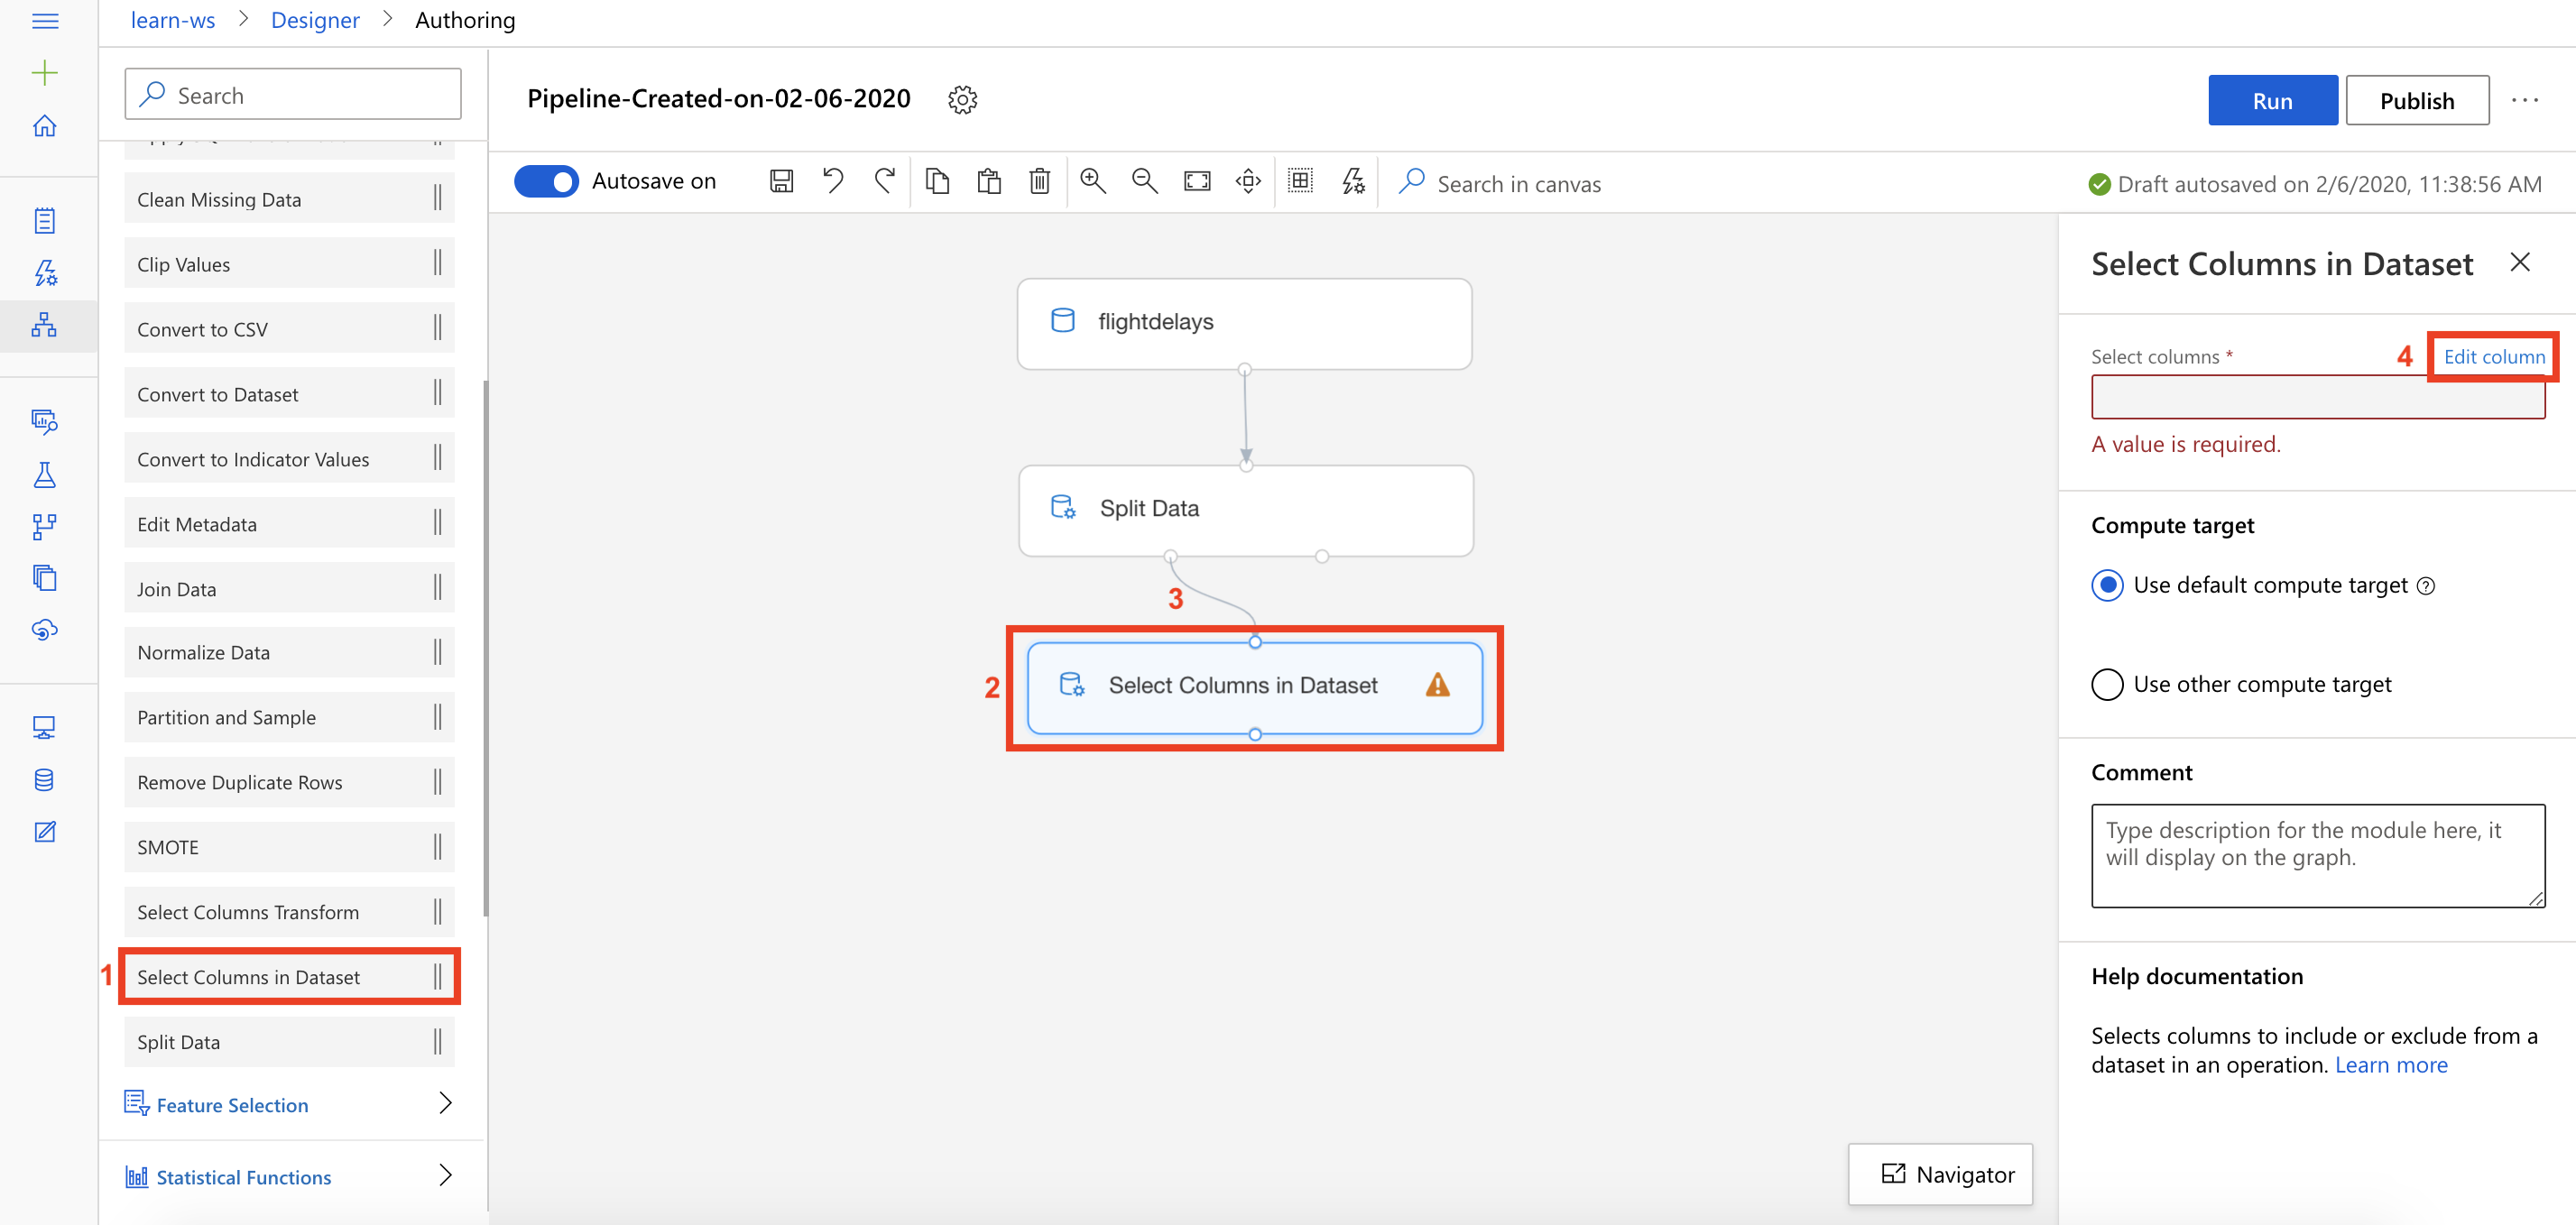 learn-ws > Designer > Authoring
Search
Clean Missing Data
Clip Values
Convert to CSV
Convert to Dataset
Convert to Indicator Values
Edit Metadata
Join Data
Normalize Data
Partition and Sample
Remove Duplicate Rows
SMOTE
Select Columns Transform
1 Select Columns in Dataset
Split Data
Feature Selection
Statistical Functions
Pipeline-Created-on-02-06-2020
Run
Publish
Autosave on
Search in canvas
Draft autosaved on 2/6/2020, 11:38:56 AM
flightdelays
Split Data
3
2 Select Columns in Dataset
Navigator
Select Columns in Dataset
Select columns * 4 Edit column
A value is required.
Compute target
Use default compute target
Use other compute target
Comment
Type description for the module here, it
will display on the graph.
Help documentation
Selects columns to include or exclude from a
dataset in an operation. Learn more